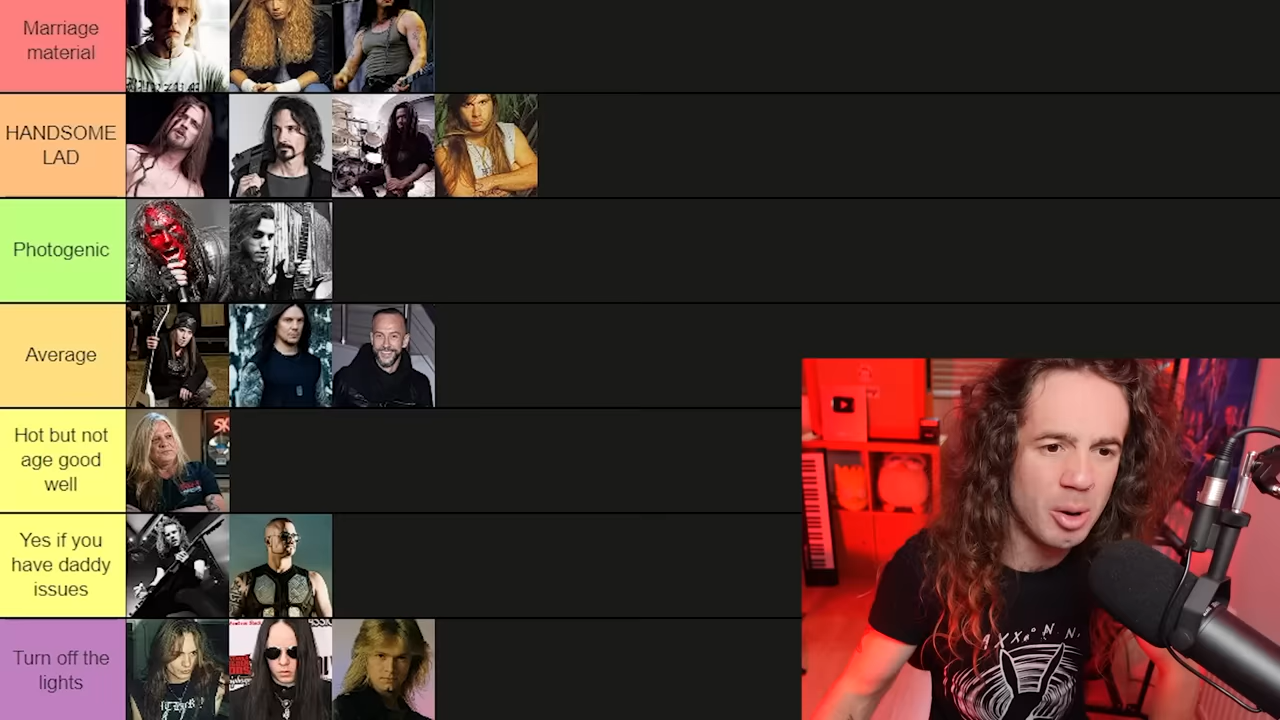 Marriage
material
HANDSOME
LAD
Photogenic
Average
Hot but not
age good
well
Yes if you
have daddy
issues
Turn off the
lights